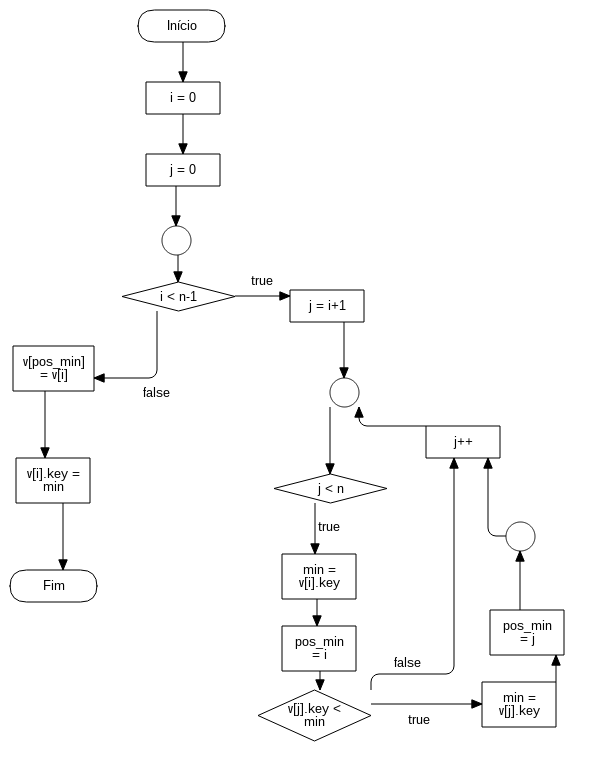 Início
i = 0
j = 0
i < n-1
true
j = i+1
v[pos_min]
= v[i]
false
j++
v[i].key =
min
j < n
true
Fim
min =
v[i].key
pos_min
= i
pos_min
= j
false
v[j].key <
min
true
min =
v[j].key